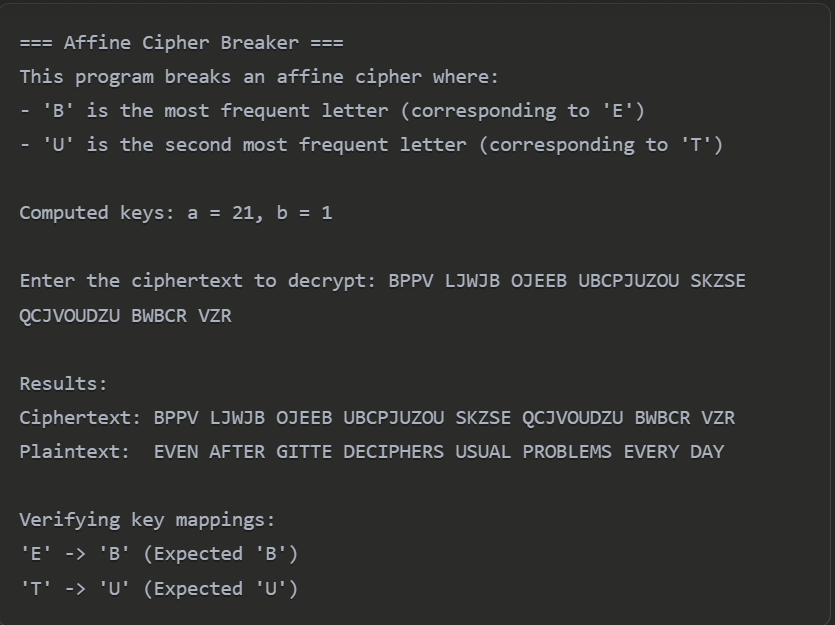 === Affine Cipher Breaker ===
This program breaks an affine cipher where:
- 'B' is the most frequent letter (corresponding to 'E')
- 'U' is the second most frequent letter (corresponding to 'T')
Computed keys: a = 21, b = 1
Enter the ciphertext to decrypt: BPPV LJWJB OJEEB UBCPJUZOU SKZSE
QCJVOUDZU BWBCR VZR
Results:
Ciphertext: BPPV LJWJB OJEEB UBCPJUZOU SKZSE QCJVOUDZU BWBCR VZR
Plaintext:  EVEN AFTER GITTE DECIPHERS USUAL PROBLEMS EVERY DAY
Verifying key mappings:
'E' -> 'B' (Expected 'B')
'T' -> 'U' (Expected 'U')